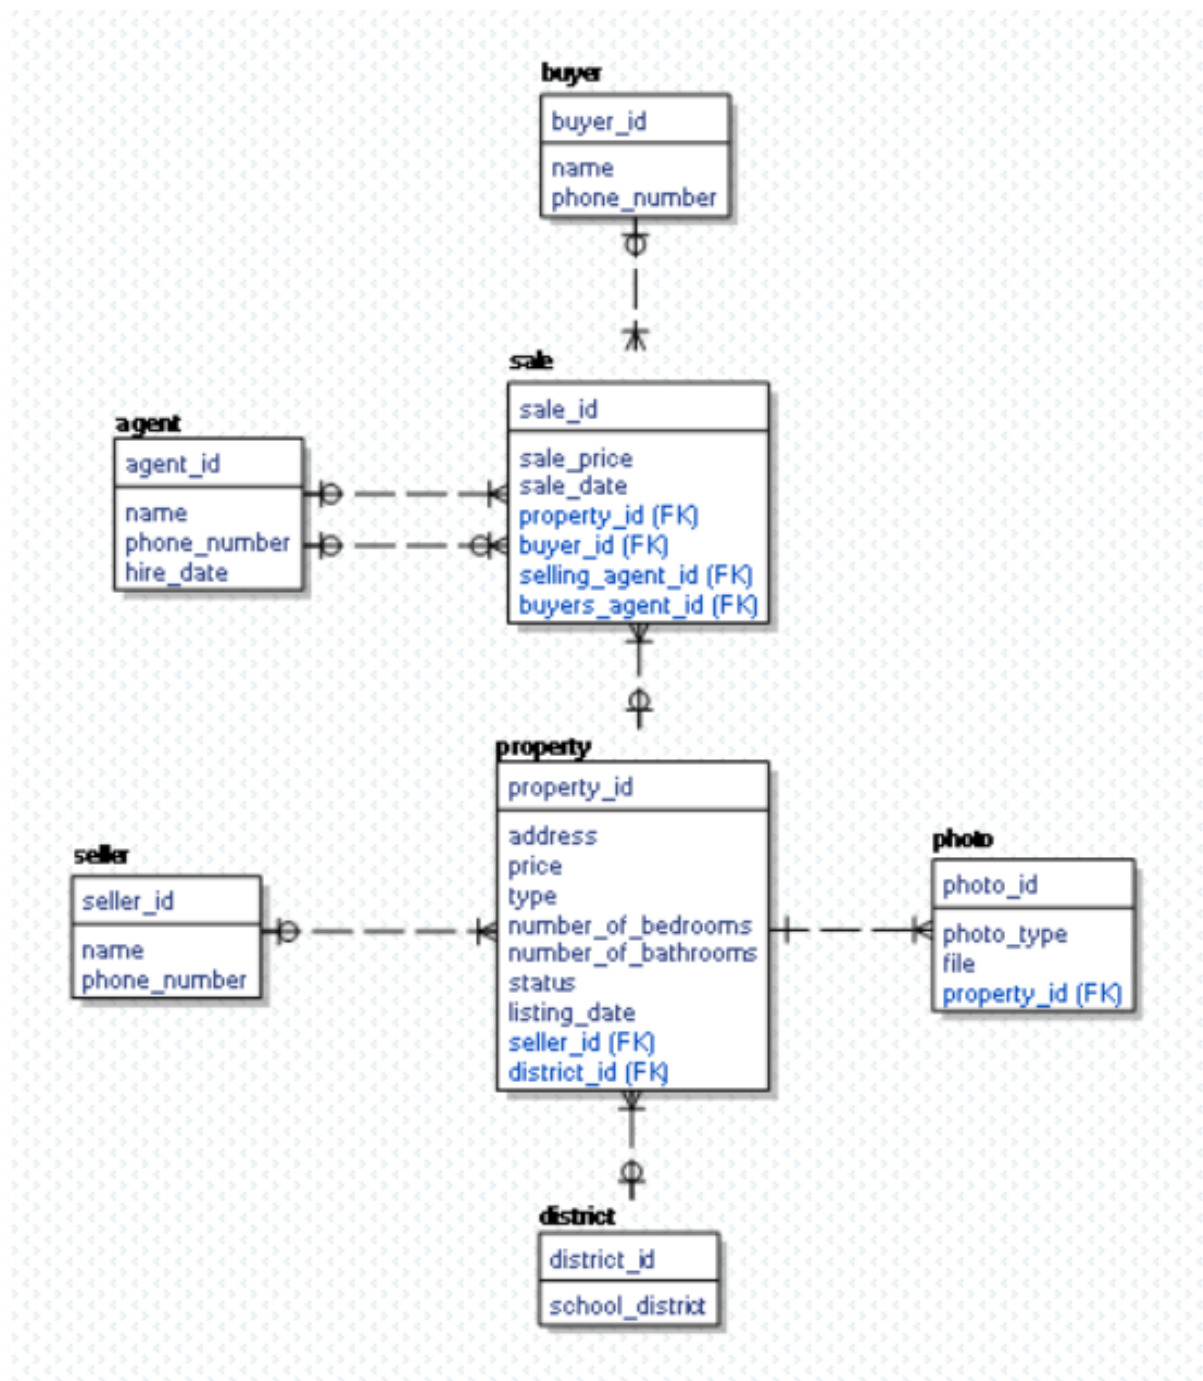 buyer
buyer_id
name
phone_number
sale
sale_id
sale_price
sale_date
property_id (FK)
buyer_id (FK)
selling_agent_id (FK)
buyers_agent_id (FK)
agent
agent_id
name
phone_number
hire_date
property
property_id
address
price
type
number_of_bedrooms
number_of_bathrooms
status
listing_date
seller_id (FK)
district_id (FK)
seller
seller_id
name
phone_number
photo
photo_id
photo_type
file
property_id (FK)
district
district_id
school_district